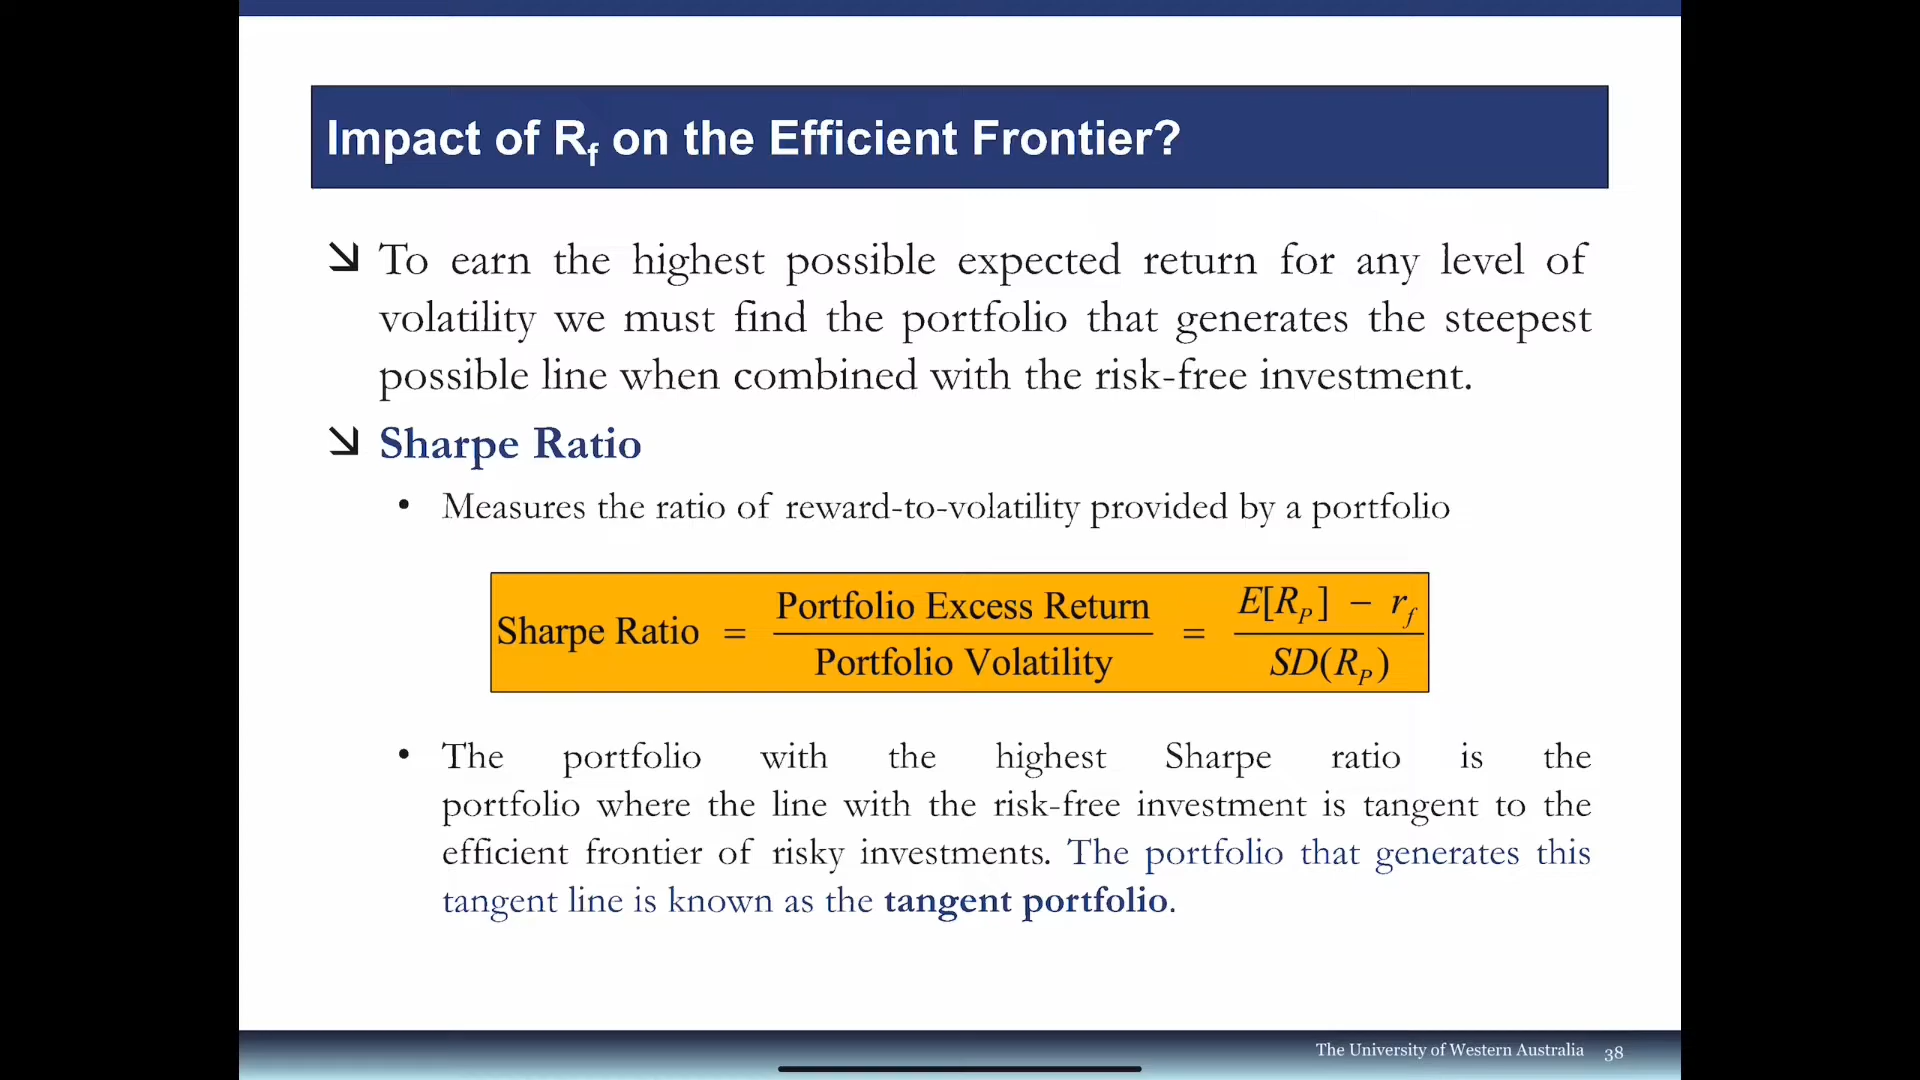 Impact of Rf on the Efficient Frontier?
To earn the highest possible expected return for any level of
volatility we must find the portfolio that generates the steepest
possible line when combined with the risk-free investment.
Sharpe Ratio
• Measures the ratio of reward-to-volatility provided by a portfolio
Sharpe Ratio = Portfolio Excess Return / Portfolio Volatility = E[RP] − rf / SD(RP)
• The portfolio with the highest Sharpe ratio is the
portfolio where the line with the risk-free investment is tangent to the
efficient frontier of risky investments. The portfolio that generates this
tangent line is known as the tangent portfolio.
The University of Western Australia 38